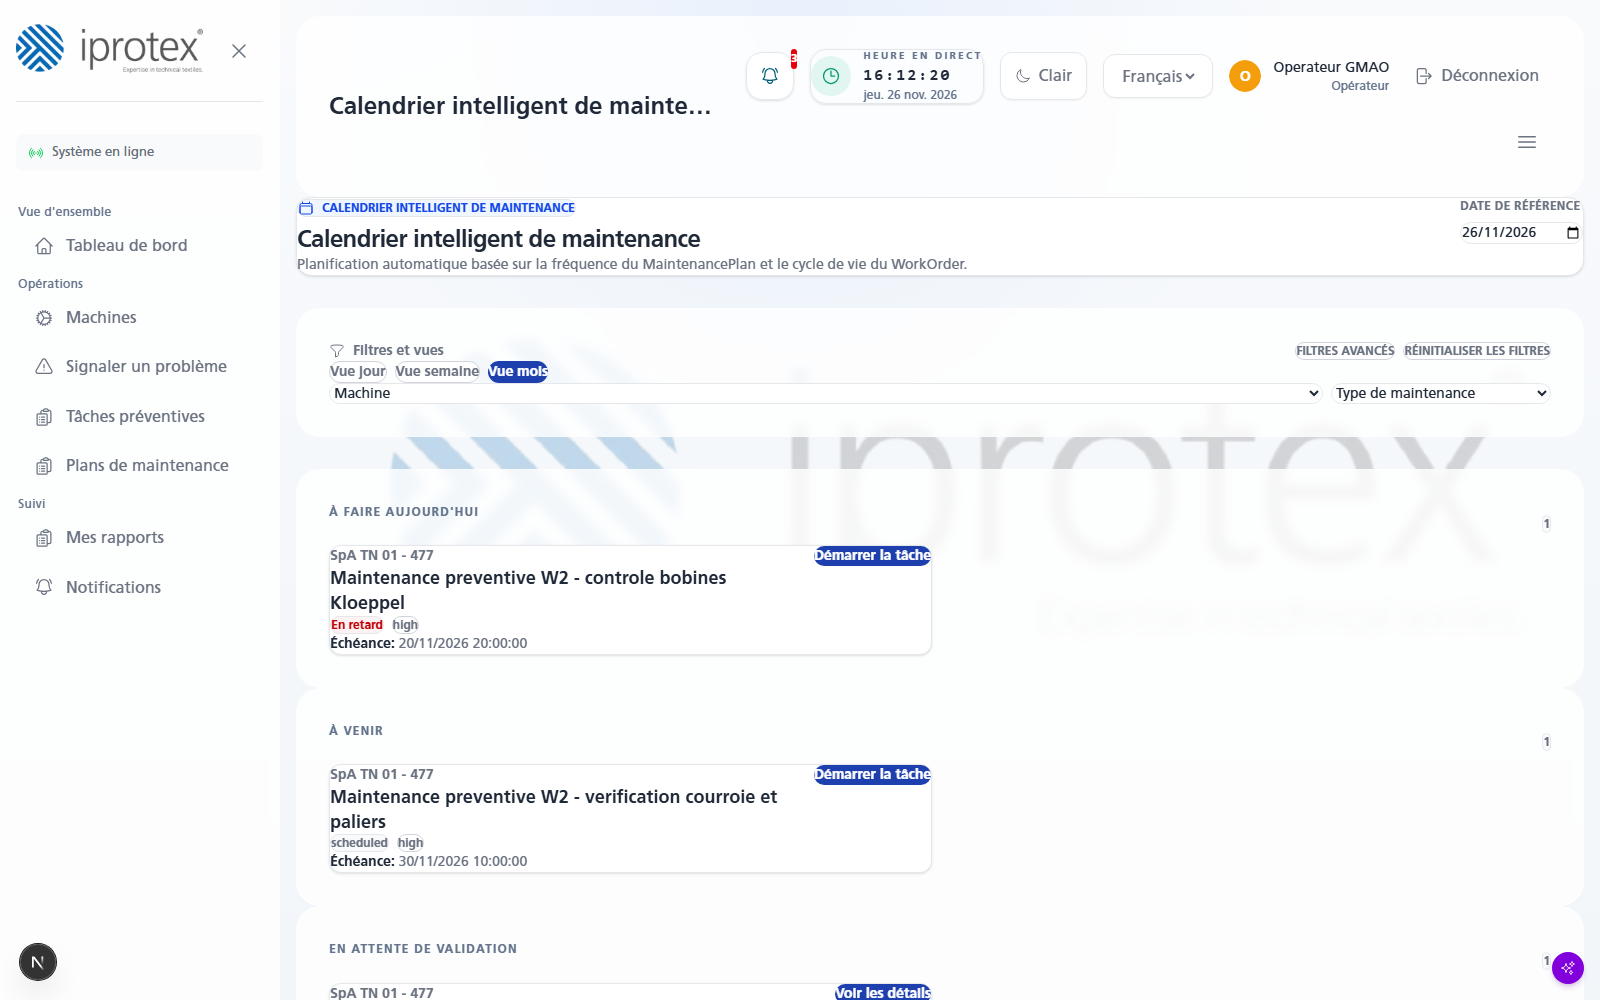 iprotex®
Expertise in technical textiles.
Système en ligne
Vue d'ensemble
Tableau de bord
Opérations
Machines
Signaler un problème
Tâches préventives
Plans de maintenance
Suivi
Mes rapports
Notifications
N
Calendrier intelligent de mainte...
3
HEURE EN DIRECT
16:12:20
jeu. 26 nov. 2026
Clair
Français
O
Operateur GMAO
Opérateur
Déconnexion
CALENDRIER INTELLIGENT DE MAINTENANCE
Calendrier intelligent de maintenance
Planification automatique basée sur la fréquence du MaintenancePlan et le cycle de vie du WorkOrder.
DATE DE RÉFÉRENCE
26/11/2026
Filtres et vues
FILTRES AVANCÉS RÉINITIALISER LES FILTRES
Vue jour Vue semaine Vue mois
Machine Type de maintenance
iprotex
Expertise in technical textiles.
À FAIRE AUJOURD'HUI
1
SpA TN 01 - 477
Démarrer la tâche
Maintenance preventive W2 - controle bobines
Kloeppel
En retard high
Échéance: 20/11/2026 20:00:00
À VENIR
1
SpA TN 01 - 477
Démarrer la tâche
Maintenance preventive W2 - verification courroie et
paliers
scheduled high
Échéance: 30/11/2026 10:00:00
EN ATTENTE DE VALIDATION
1
SpA TN 01 - 477
Voir les détails